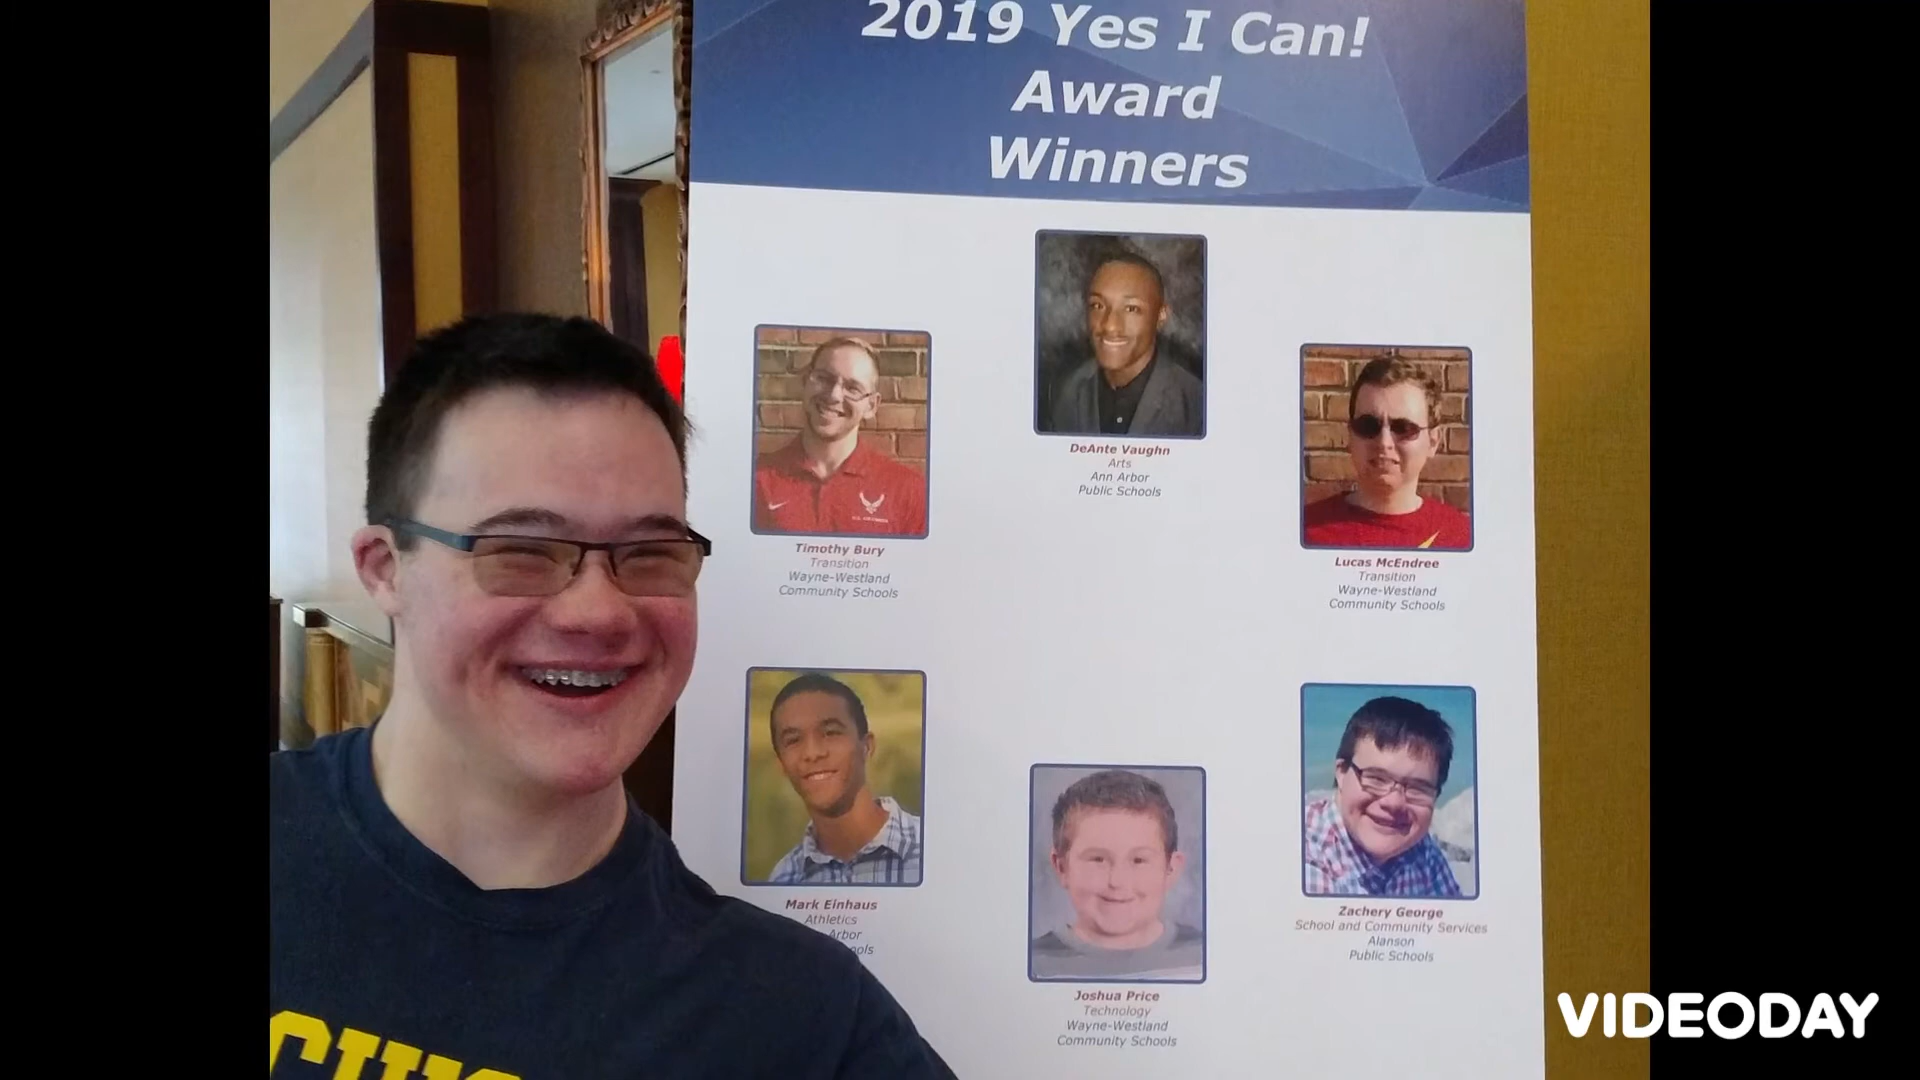 2019 Yes I Can!
Award
Winners
DeAnte Vaughn
Arts
Ann Arbor
Public Schools
Timothy Bury
Transition
Wayne-Westland
Community Schools
Lucas McEndree
Transition
Wayne-Westland
Community Schools
Mark Einhaus
Athletics
Arbor
Joshua Price
Technology
Wayne-Westland
Community Schools
Zachery George
School and Community Services
Alanson
Public Schools
VIDEODAY